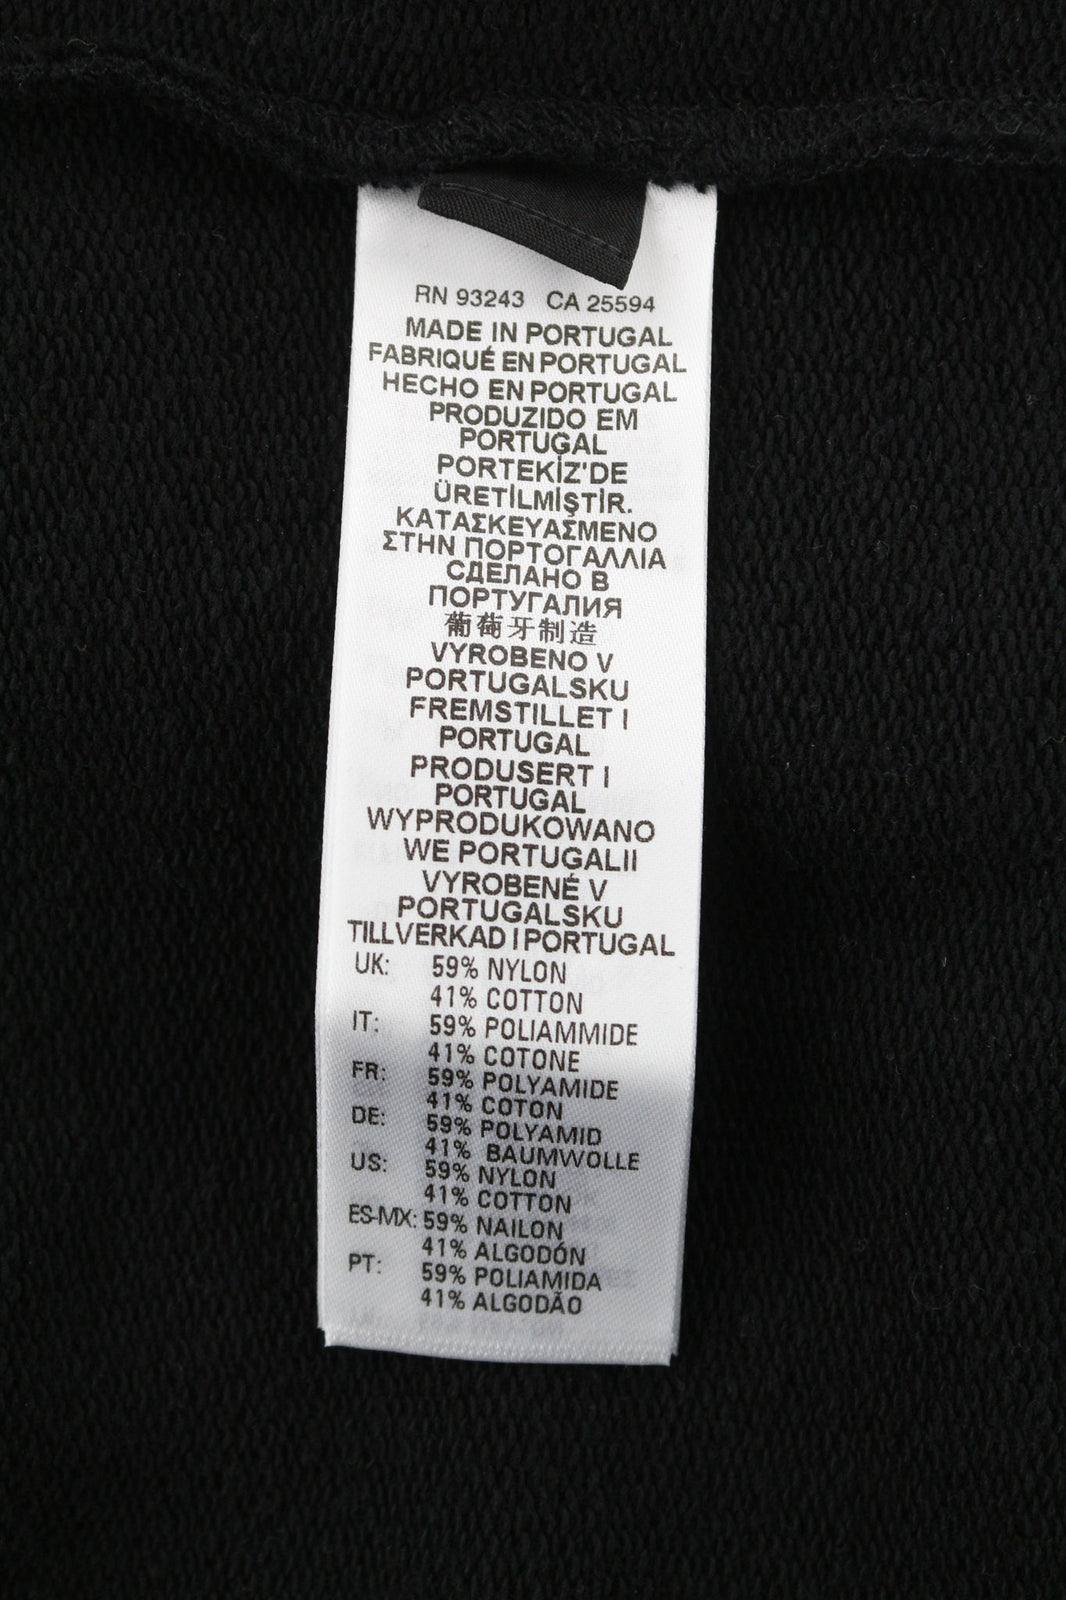 RN 93243 CA 25594
MADE IN PORTUGAL
FABRIQUÉ EN PORTUGAL
HECHO EN PORTUGAL
PRODUZIDO EM
PORTUGAL
PORTEKİZ'DE
ÜRETİLMİŞTİR.
ΚΑΤΑΣΚΕΥΑΣΜΕΝΟ
ΣΤΗΝ ΠΟΡΤΟΓΑΛΛΙΑ
СДЕЛАНО В
ПОРТУГАЛИЯ
葡萄牙制造
VYROBENO V
PORTUGALSKU
FREMSTILLET I
PORTUGAL
PRODUSERT I
PORTUGAL
WYPRODUKOWANO
WE PORTUGALII
VYROBENÉ V
PORTUGALSKU
TILLVERKAD I PORTUGAL
UK: 59% NYLON
41% COTTON
IT: 59% POLIAMMIDE
41% COTONE
FR: 59% POLYAMIDE
41% COTON
DE: 59% POLYAMID
41% BAUMWOLLE
US: 59% NYLON
41% COTTON
ES-MX: 59% NAILON
41% ALGODÓN
PT: 59% POLIAMIDA
41% ALGODÃO